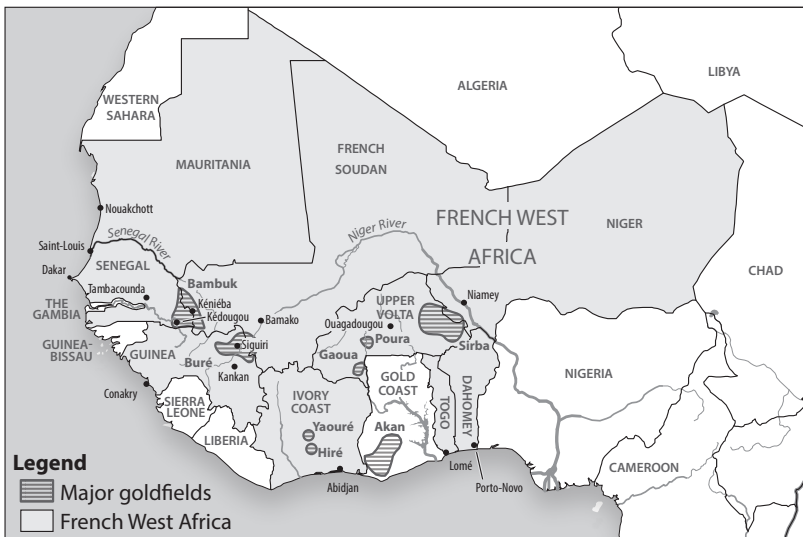 ALGERIA
LIBYA
WESTERN
SAHARA
FRENCH
SOUDAN
MAURITANIA
Nouakchott
Niger River
FRENCH WEST
AFRICA
NIGER
Senegal River
Saint-Louis
SENEGAL
Dakar
Tambacounda
Bambuk
Kéniéba
Kédougou
THE
GAMBIA
Bamako
UPPER
VOLTA
Niamey
CHAD
Ouagadougou
Poura
Sirba
GUINEA-
BISSAU
GUINEA
Buré
Siguiri
Gaoua
Kankan
GOLD
COAST
NIGERIA
Conakry
SIERRA
LEONE
IVORY
COAST
TOGO
DAHOMEY
Yaouré
Akan
LIBERIA
Hiré
CAMEROON
Abidjan
Lomé
Porto-Novo
Legend
Major goldfields
French West Africa